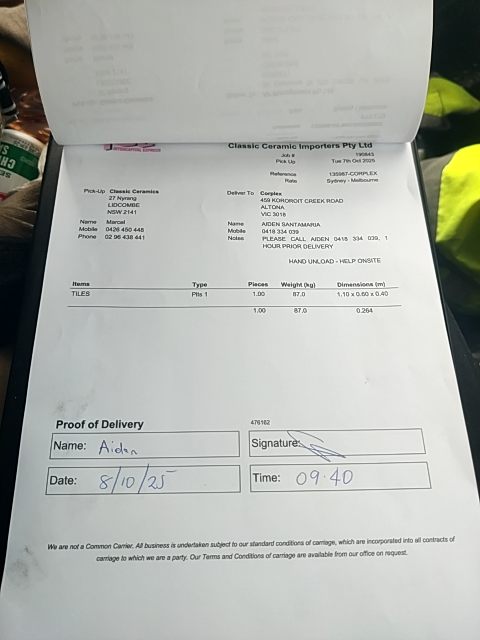 Classic Ceramic Importers Pty Ltd
INTERCAPITAL EXPRESS
Job # 195843
Pick Up Tue 7th Oct 2025
Reference 135987-CORPLEX
Rate Sydney - Melbourne
Pick-Up Classic Ceramics
27 Nyrang
LIDCOMBE
NSW 2141
Name Marcel
Mobile 0426 450 448
Phone 02 96 438 441
Deliver To Corplex
459 KOROROIT CREEK ROAD
ALTONA
VIC 3018
Name AIDEN SANTAMARIA
Mobile 0418 334 039
Notes PLEASE CALL AIDEN 0418 334 039, 1
HOUR PRIOR DELIVERY
HAND UNLOAD - HELP ONSITE
Items Type Pieces Weight (kg) Dimensions (m)
TILES Plts 1 1.00 87.0 1.10 x 0.60 x 0.40
1.00 87.0 0.264
Proof of Delivery
476162
Name: Aiden
Signature:
Date: 8/10/25
Time: 09.40
We are not a Common Carrier. All business is undertaken subject to our standard conditions of carriage, which are incorporated into all contracts of
carriage to which we are a party. Our Terms and Conditions of carriage are available from our office on request.